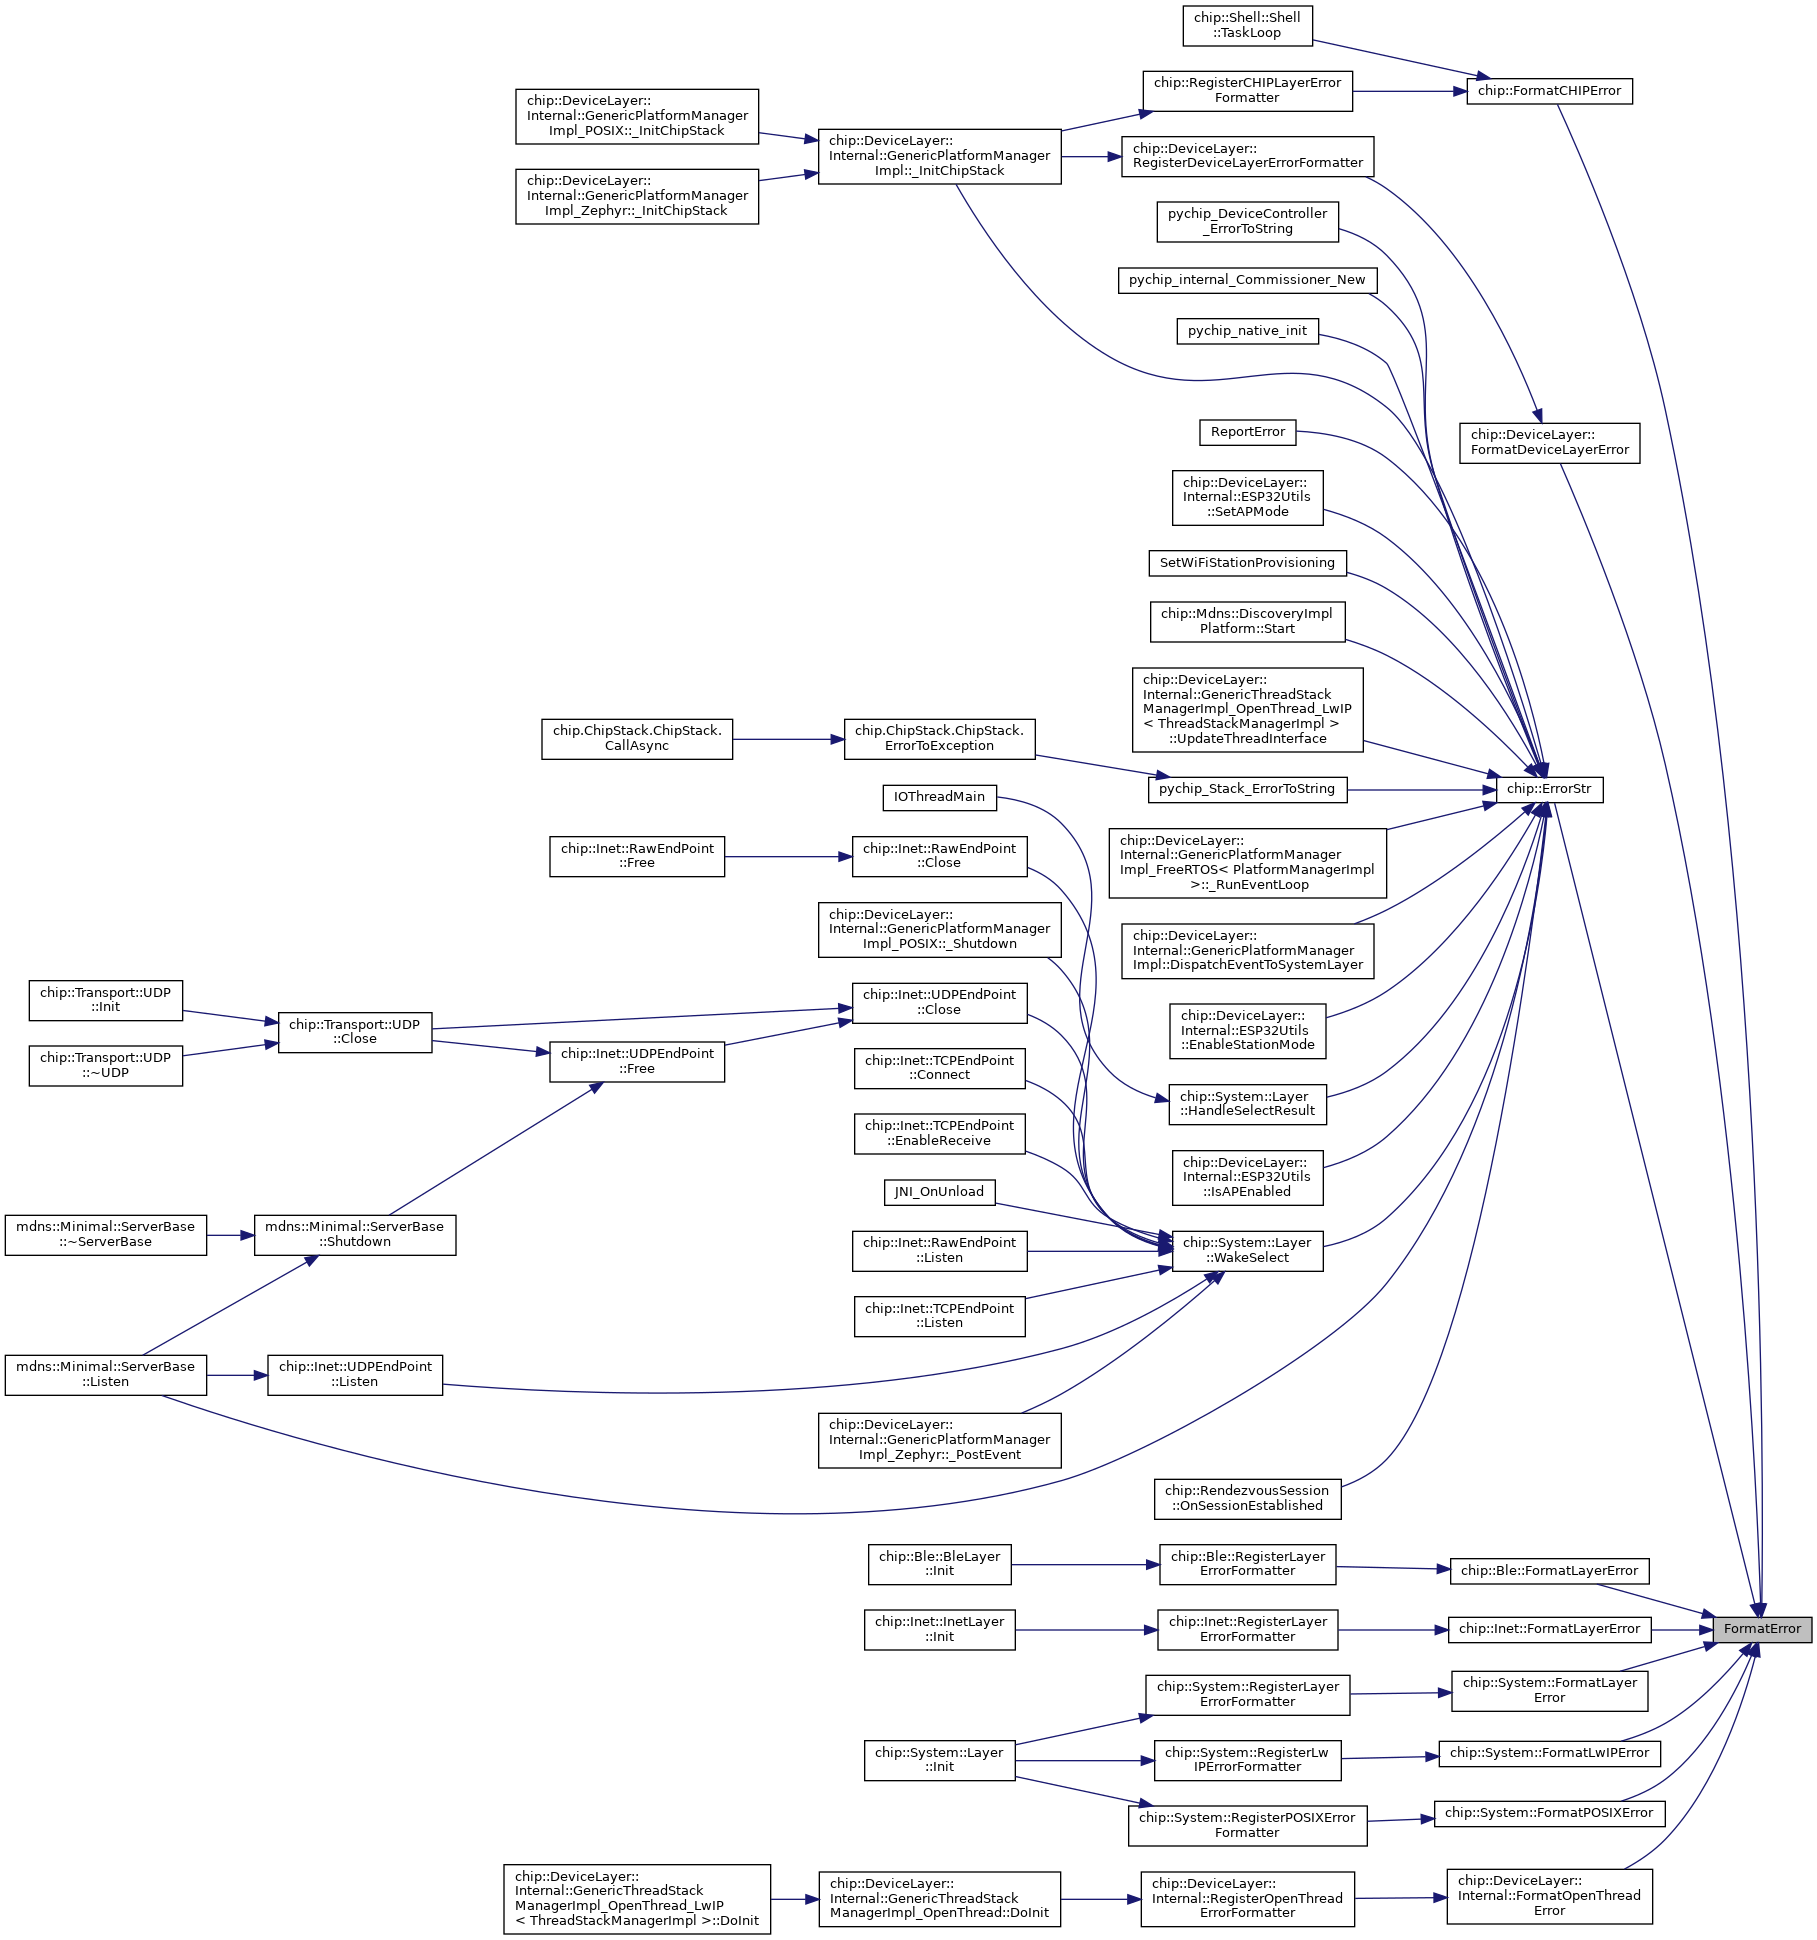 chip::Shell::Shell
::TaskLoop
chip::RegisterCHIPLayerError
Formatter
chip::FormatCHIPError
chip::DeviceLayer::
Internal::GenericPlatformManager
Impl_POSIX::_InitChipStack
chip::DeviceLayer::
Internal::GenericPlatformManager
Impl::_InitChipStack
chip::DeviceLayer::
RegisterDeviceLayerErrorFormatter
chip::DeviceLayer::
Internal::GenericPlatformManager
Impl_Zephyr::_InitChipStack
pychip_DeviceController
_ErrorToString
pychip_internal_Commissioner_New
pychip_native_init
ReportError
chip::DeviceLayer::
FormatDeviceLayerError
chip::DeviceLayer::
Internal::ESP32Utils
::SetAPMode
SetWiFiStationProvisioning
chip::Mdns::DiscoveryImpl
Platform::Start
chip::DeviceLayer::
Internal::GenericThreadStack
ManagerImpl_OpenThread_LwIP
< ThreadStackManagerImpl >
::UpdateThreadInterface
chip.ChipStack.ChipStack.
CallAsync
chip.ChipStack.ChipStack.
ErrorToException
pychip_Stack_ErrorToString
chip::ErrorStr
IOThreadMain
chip::Inet::RawEndPoint
::Free
chip::Inet::RawEndPoint
::Close
chip::DeviceLayer::
Internal::GenericPlatformManager
Impl_FreeRTOS< PlatformManagerImpl
>::_RunEventLoop
chip::DeviceLayer::
Internal::GenericPlatformManager
Impl_POSIX::_Shutdown
chip::DeviceLayer::
Internal::GenericPlatformManager
Impl::DispatchEventToSystemLayer
chip::Transport::UDP
::Init
chip::Transport::UDP
::Close
chip::Inet::UDPEndPoint
::Close
chip::DeviceLayer::
Internal::ESP32Utils
::EnableStationMode
chip::Transport::UDP
::~UDP
chip::Inet::UDPEndPoint
::Free
chip::Inet::TCPEndPoint
::Connect
chip::System::Layer
::HandleSelectResult
chip::Inet::TCPEndPoint
::EnableReceive
chip::DeviceLayer::
Internal::ESP32Utils
::IsAPEnabled
JNI_OnUnload
mdns::Minimal::ServerBase
::~ServerBase
mdns::Minimal::ServerBase
::Shutdown
chip::Inet::RawEndPoint
::Listen
chip::System::Layer
::WakeSelect
chip::Inet::TCPEndPoint
::Listen
mdns::Minimal::ServerBase
::Listen
chip::Inet::UDPEndPoint
::Listen
chip::DeviceLayer::
Internal::GenericPlatformManager
Impl_Zephyr::_PostEvent
chip::RendezvousSession
::OnSessionEstablished
chip::Ble::BleLayer
::Init
chip::Ble::RegisterLayer
ErrorFormatter
chip::Ble::FormatLayerError
chip::Inet::InetLayer
::Init
chip::Inet::RegisterLayer
ErrorFormatter
chip::Inet::FormatLayerError
FormatError
chip::System::RegisterLayer
ErrorFormatter
chip::System::FormatLayer
Error
chip::System::Layer
::Init
chip::System::RegisterLw
IPErrorFormatter
chip::System::FormatLwIPError
chip::System::RegisterPOSIXError
Formatter
chip::System::FormatPOSIXError
chip::DeviceLayer::
Internal::GenericThreadStack
ManagerImpl_OpenThread_LwIP
< ThreadStackManagerImpl >::DoInit
chip::DeviceLayer::
Internal::GenericThreadStack
ManagerImpl_OpenThread::DoInit
chip::DeviceLayer::
Internal::RegisterOpenThread
ErrorFormatter
chip::DeviceLayer::
Internal::FormatOpenThread
Error